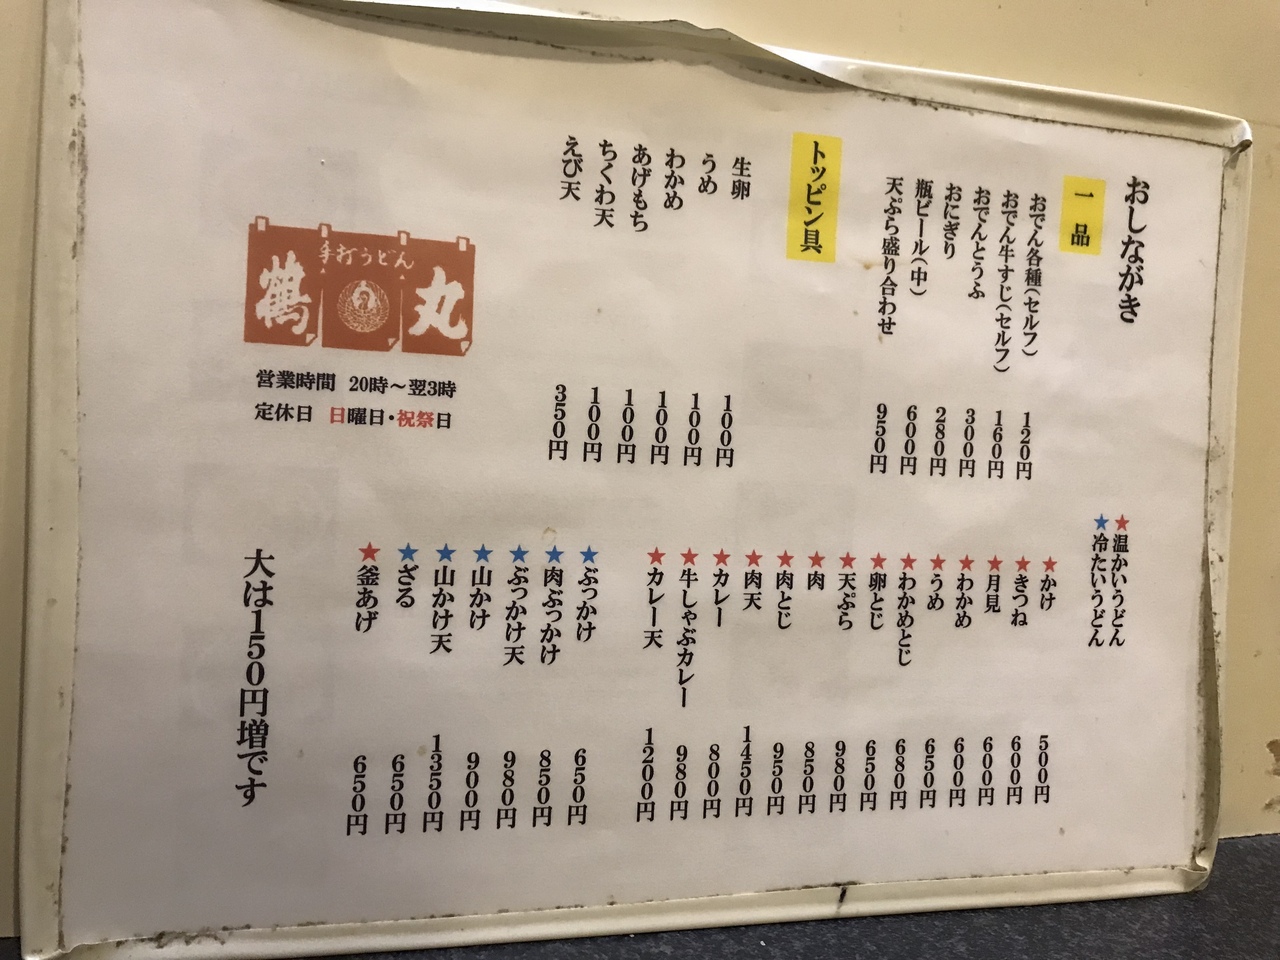 おしながき
一品
おでん各種(セルフ) 120円
おでん牛すじ(セルフ) 160円
おでんとうふ 300円
おにぎり 280円
瓶ビール(中) 600円
天ぷら盛り合わせ 950円
トッピン具
生卵 100円
うめ 100円
わかめ 100円
あげもち 100円
ちくわ天 100円
えび天 350円
手打うどん
鶴丸
営業時間 20時～翌3時
定休日 日曜日・祝祭日
★温かいうどん
★冷たいうどん
★かけ 500円
★きつね 600円
★月見 600円
★わかめ 600円
★うめ 650円
★わかめとじ 680円
★卵とじ 650円
★天ぷら 980円
★肉 850円
★肉とじ 950円
★肉天 1450円
★カレー 800円
★牛しゃぶカレー 980円
★カレー天 1200円
★ぶっかけ 650円
★肉ぶっかけ 850円
★ぶっかけ天 980円
★山かけ 900円
★山かけ天 1350円
★ざる 650円
★釜あげ 650円
大は150円増です